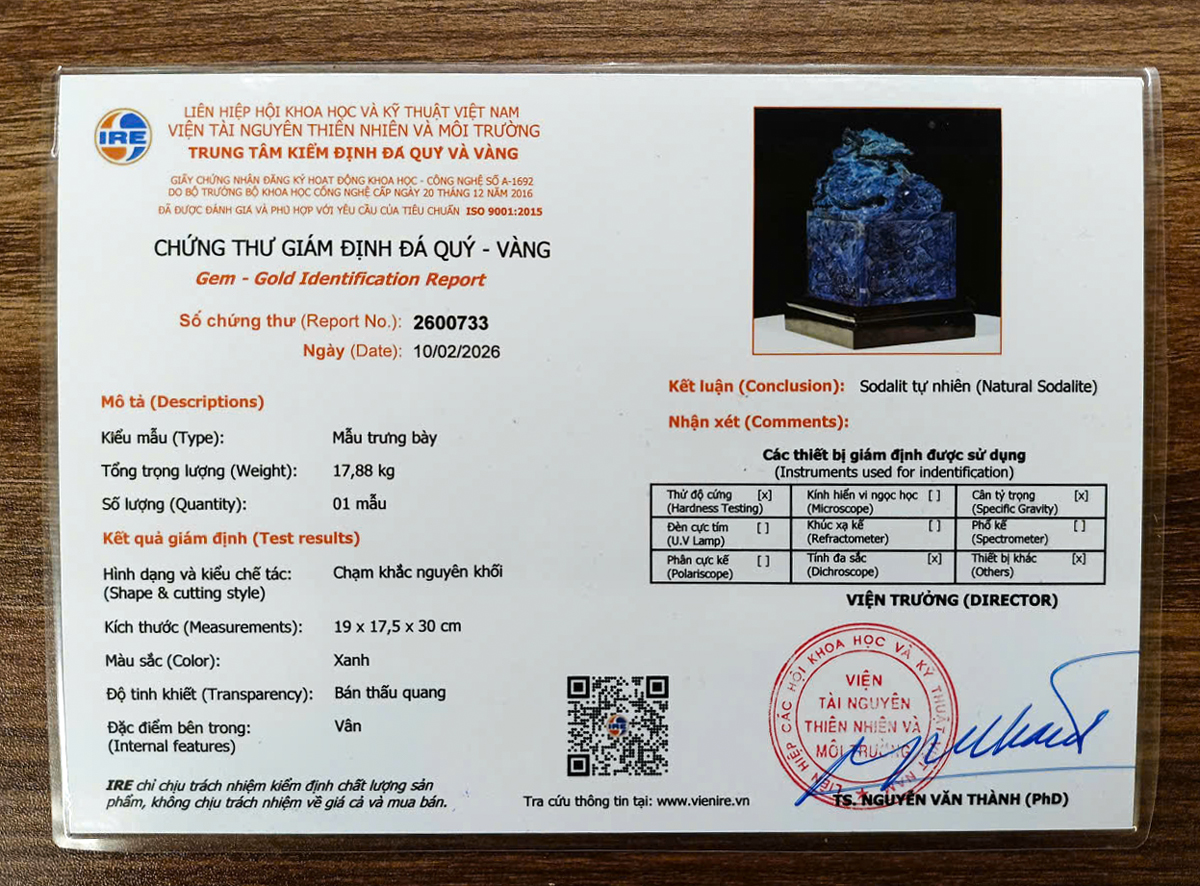 IRE
LIÊN HIỆP HỘI KHOA HỌC VÀ KỸ THUẬT VIỆT NAM
VIỆN TÀI NGUYÊN THIÊN NHIÊN VÀ MÔI TRƯỜNG
TRUNG TÂM KIỂM ĐỊNH ĐÁ QUÝ VÀ VÀNG
GIẤY CHỨNG NHẬN ĐĂNG KÝ HOẠT ĐỘNG KHOA HỌC - CÔNG NGHỆ SỐ A-1692
DO BỘ TRƯỞNG BỘ KHOA HỌC CÔNG NGHỆ CẤP NGÀY 20 THÁNG 12 NĂM 2016
ĐÃ ĐƯỢC ĐÁNH GIÁ VÀ PHÙ HỢP VỚI YÊU CẦU CỦA TIÊU CHUẨN ISO 9001:2015
CHỨNG THƯ GIÁM ĐỊNH ĐÁ QUÝ - VÀNG
Gem - Gold Identification Report
Số chứng thư (Report No.): 2600733
Ngày (Date): 10/02/2026
Mô tả (Descriptions)
Kiểu mẫu (Type): Mẫu trưng bày
Tổng trọng lượng (Weight): 17,88 kg
Số lượng (Quantity): 01 mẫu
Kết quả giám định (Test results)
Hình dạng và kiểu chế tác: Chạm khắc nguyên khối
(Shape & cutting style)
Kích thước (Measurements): 19 x 17,5 x 30 cm
Màu sắc (Color): Xanh
Độ tinh khiết (Transparency): Bán thấu quang
Đặc điểm bên trong: Vân
(Internal features)
IRE chỉ chịu trách nhiệm kiểm định chất lượng sản
phẩm, không chịu trách nhiệm về giá cả và mua bán.
IRE
Tra cứu thông tin tại: www.vienire.vn
Kết luận (Conclusion): Sodalit tự nhiên (Natural Sodalite)
Nhận xét (Comments):
Các thiết bị giám định được sử dụng
(Instruments used for indentification)
Thử độ cứng [x] Kính hiển vi ngọc học [ ] Cân tỷ trọng [x]
(Hardness Testing) (Microscope) (Specific Gravity)
Đèn cực tím [ ] Khúc xạ kế [ ] Phổ kế [ ]
(U.V Lamp) (Refractometer) (Spectrometer)
Phân cực kế [ ] Tính đa sắc [x] Thiết bị khác [x]
(Polariscope) (Dichroscope) (Others)
VIỆN TRƯỞNG (DIRECTOR)
LIÊN HIỆP CÁC HỘI KHOA HỌC VÀ KỸ THUẬT VIỆT NAM
VIỆN
TÀI NGUYÊN
THIÊN NHIÊN VÀ
MÔI TRƯỜNG
TS. NGUYỄN VĂN THÀNH (PhD)